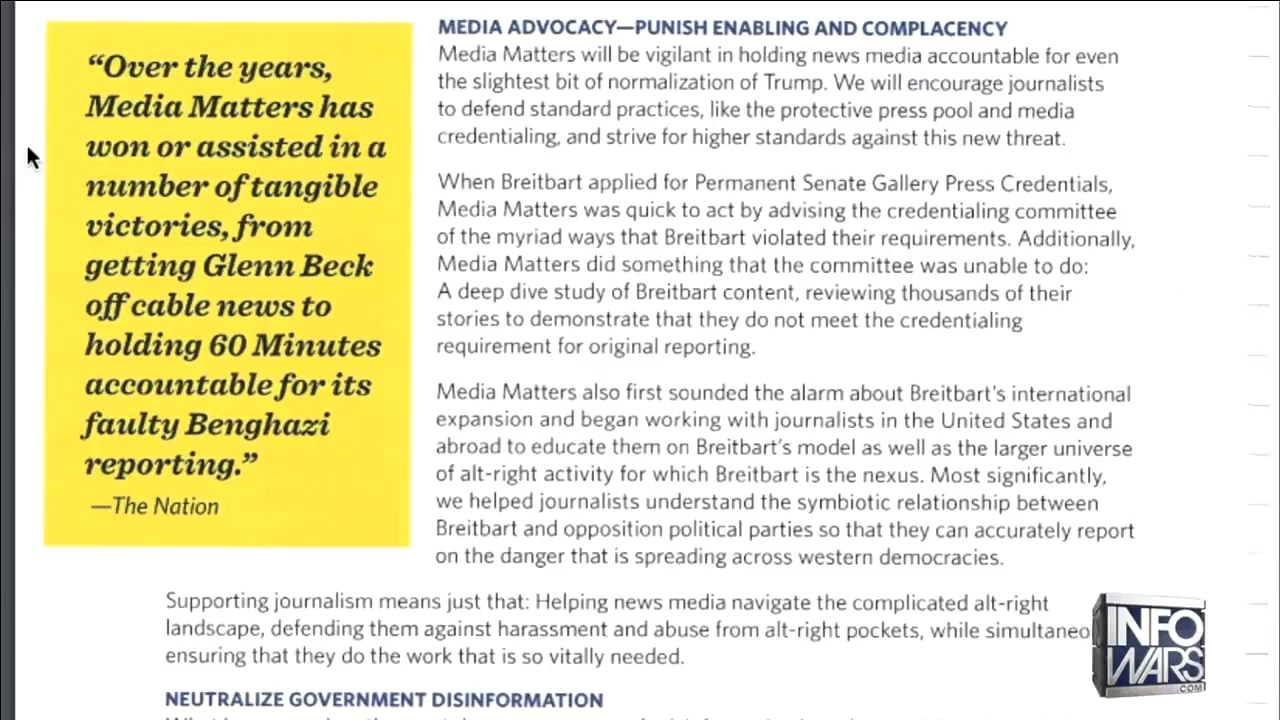 “Over the years,
Media Matters has
won or assisted in a
number of tangible
victories, from
getting Glenn Beck
off cable news to
holding 60 Minutes
accountable for its
faulty Benghazi
reporting.”
—The Nation
MEDIA ADVOCACY—PUNISH ENABLING AND COMPLACENCY
Media Matters will be vigilant in holding news media accountable for even
the slightest bit of normalization of Trump. We will encourage journalists
to defend standard practices, like the protective press pool and media
credentialing, and strive for higher standards against this new threat.
When Breitbart applied for Permanent Senate Gallery Press Credentials,
Media Matters was quick to act by advising the credentialing committee
of the myriad ways that Breitbart violated their requirements. Additionally,
Media Matters did something that the committee was unable to do:
A deep dive study of Breitbart content, reviewing thousands of their
stories to demonstrate that they do not meet the credentialing
requirement for original reporting.
Media Matters also first sounded the alarm about Breitbart's international
expansion and began working with journalists in the United States and
abroad to educate them on Breitbart's model as well as the larger universe
of alt-right activity for which Breitbart is the nexus. Most significantly,
we helped journalists understand the symbiotic relationship between
Breitbart and opposition political parties so that they can accurately report
on the danger that is spreading across western democracies.
Supporting journalism means just that: Helping news media navigate the complicated alt-right
landscape, defending them against harassment and abuse from alt-right pockets, while simultaneo
ensuring that they do the work that is so vitally needed.
NEUTRALIZE GOVERNMENT DISINFORMATION
INFO
WARS
.COM